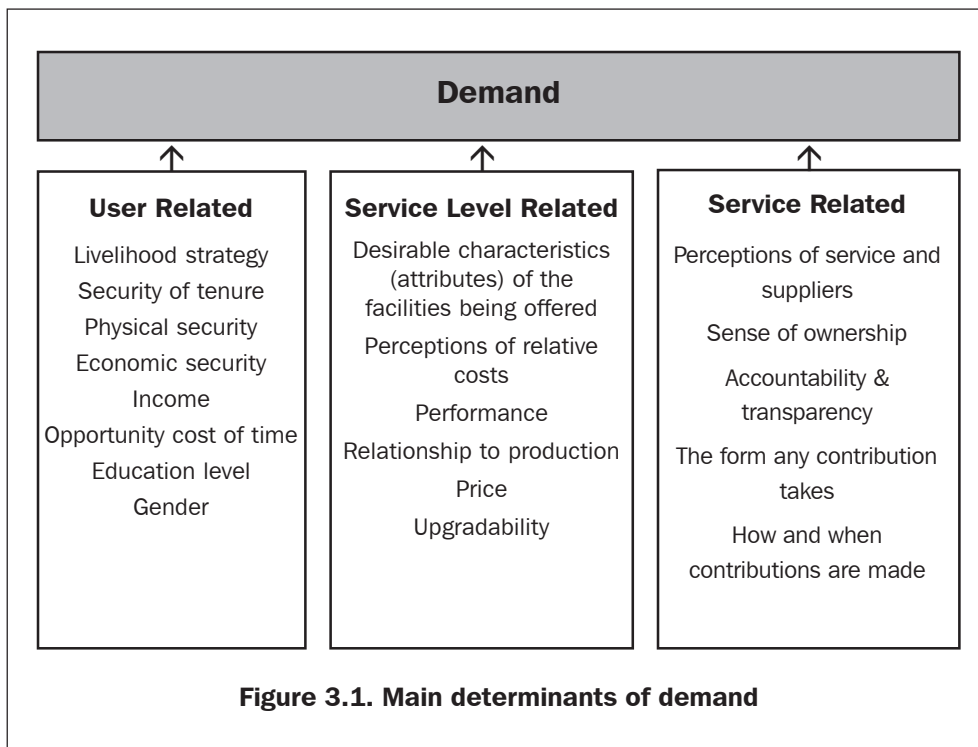 Demand
User Related
Livelihood strategy
Security of tenure
Physical security
Economic security
Income
Opportunity cost of time
Education level
Gender
Service Level Related
Desirable characteristics
(attributes) of the
facilities being offered
Perceptions of relative
costs
Performance
Relationship to production
Price
Upgradability
Service Related
Perceptions of service and
suppliers
Sense of ownership
Accountability &
transparency
The form any contribution
takes
How and when
contributions are made
Figure 3.1. Main determinants of demand